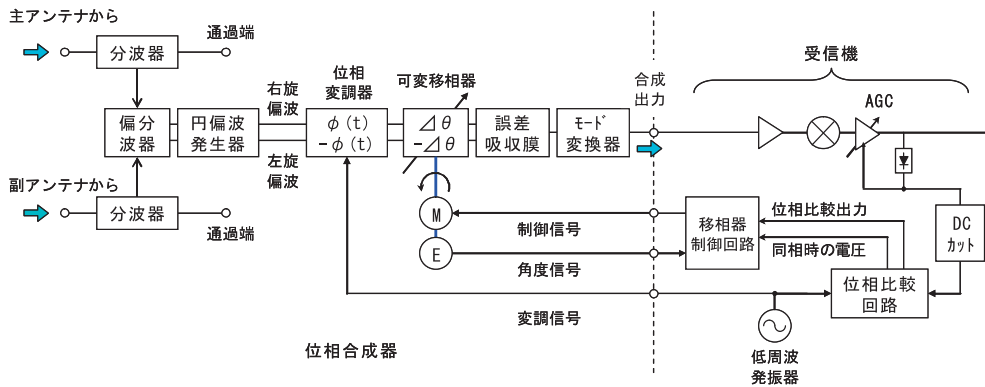 主アンテナから
分波器
通過端
偏分
波器
円偏波
発生器
右旋
偏波
左旋
偏波
位相
変調器
φ(t)
-φ(t)
可変移相器
⊿θ
-⊿θ
誤差
吸収膜
ﾓｰﾄﾞ
変換器
合成
出力
受信機
AGC
副アンテナから
分波器
通過端
M
E
制御信号
角度信号
変調信号
移相器
制御回路
位相比較出力
同相時の電圧
DC
カット
位相比較
回路
低周波
発振器
位相合成器